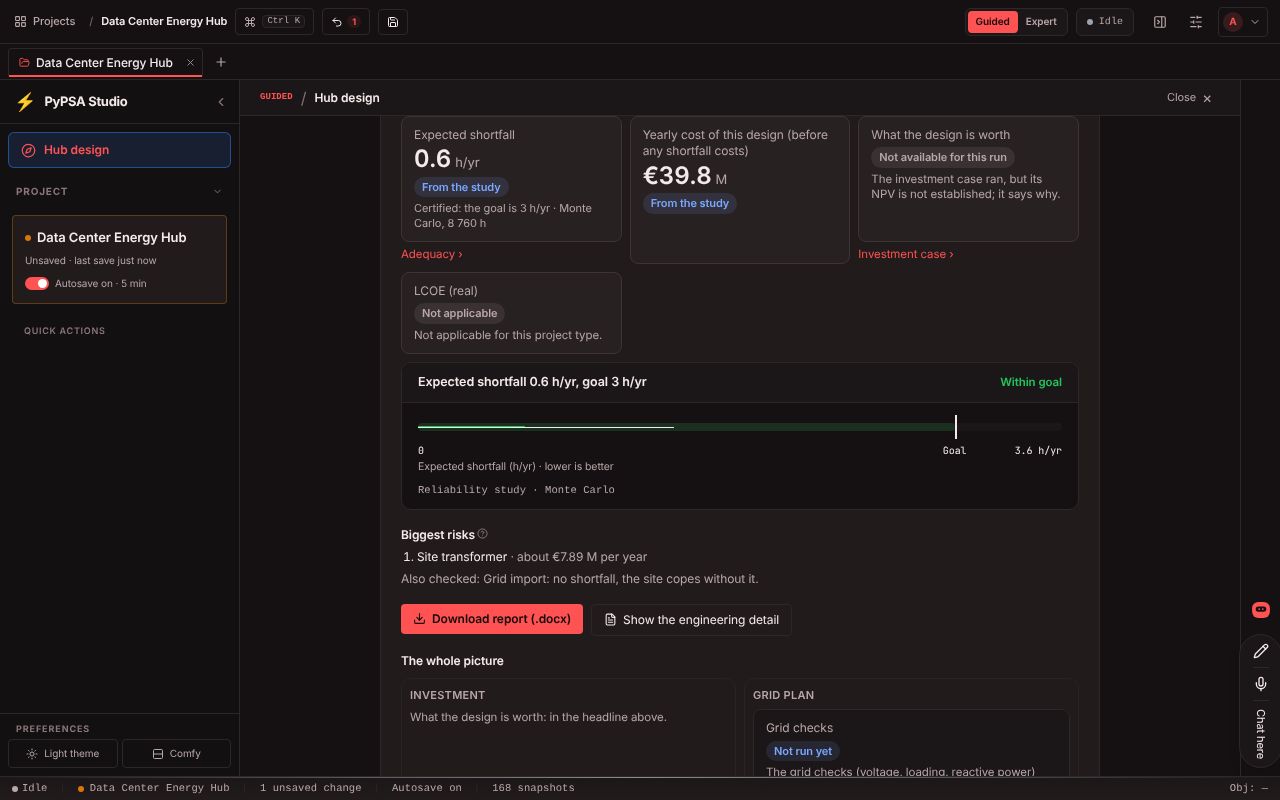 Projects / Data Center Energy Hub Ctrl K 1 Guided Expert Idle A
Data Center Energy Hub
PyPSA Studio
GUIDED / Hub design Close
Hub design
PROJECT
Data Center Energy Hub
Unsaved · last save just now
Autosave on · 5 min
QUICK ACTIONS
Expected shortfall
0.6 h/yr
From the study
Certified: the goal is 3 h/yr · Monte
Carlo, 8 760 h
Adequacy ›
Yearly cost of this design (before
any shortfall costs)
€39.8 M
From the study
What the design is worth
Not available for this run
The investment case ran, but its
NPV is not established; it says why.
Investment case ›
LCOE (real)
Not applicable
Not applicable for this project type.
Expected shortfall 0.6 h/yr, goal 3 h/yr Within goal
0 Goal 3.6 h/yr
Expected shortfall (h/yr) · lower is better
Reliability study · Monte Carlo
Biggest risks
1. Site transformer · about €7.89 M per year
Also checked: Grid import: no shortfall, the site copes without it.
Download report (.docx) Show the engineering detail
The whole picture
INVESTMENT
What the design is worth: in the headline above.
GRID PLAN
Grid checks
Not run yet
The grid checks (voltage, loading, reactive power)
Chat here
PREFERENCES
Light theme Comfy
Idle Data Center Energy Hub 1 unsaved change Autosave on 168 snapshots Obj: —